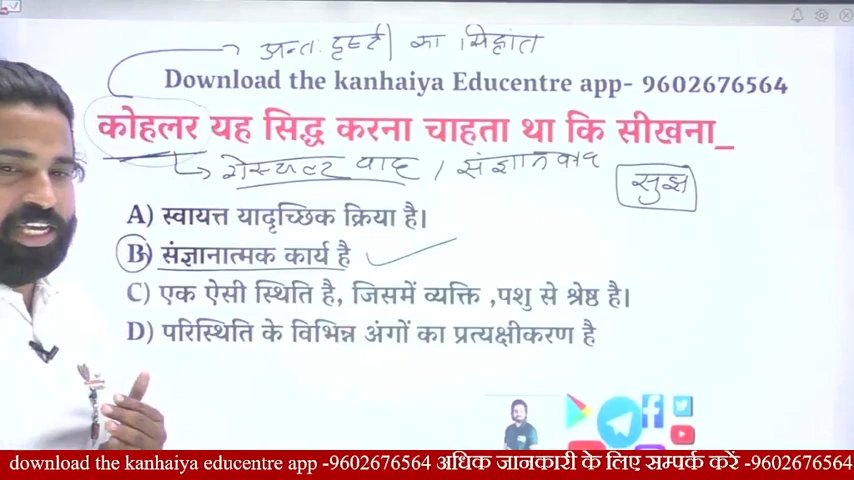 अन्तःदृष्टि का सिद्धांत
Download the kanhaiya Educentre app- 9602676564
कोहलर यह सिद्ध करना चाहता था कि सीखना_
गेस्टाल्ट वाद / संज्ञानवाद
सुझ
A) स्वायत्त यादृच्छिक क्रिया है।
B) संज्ञानात्मक कार्य है
C) एक ऐसी स्थिति है, जिसमें व्यक्ति ,पशु से श्रेष्ठ है।
D) परिस्थिति के विभिन्न अंगों का प्रत्यक्षीकरण है
download the kanhaiya educentre app -9602676564 अधिक जानकारी के लिए सम्पर्क करें -9602676564